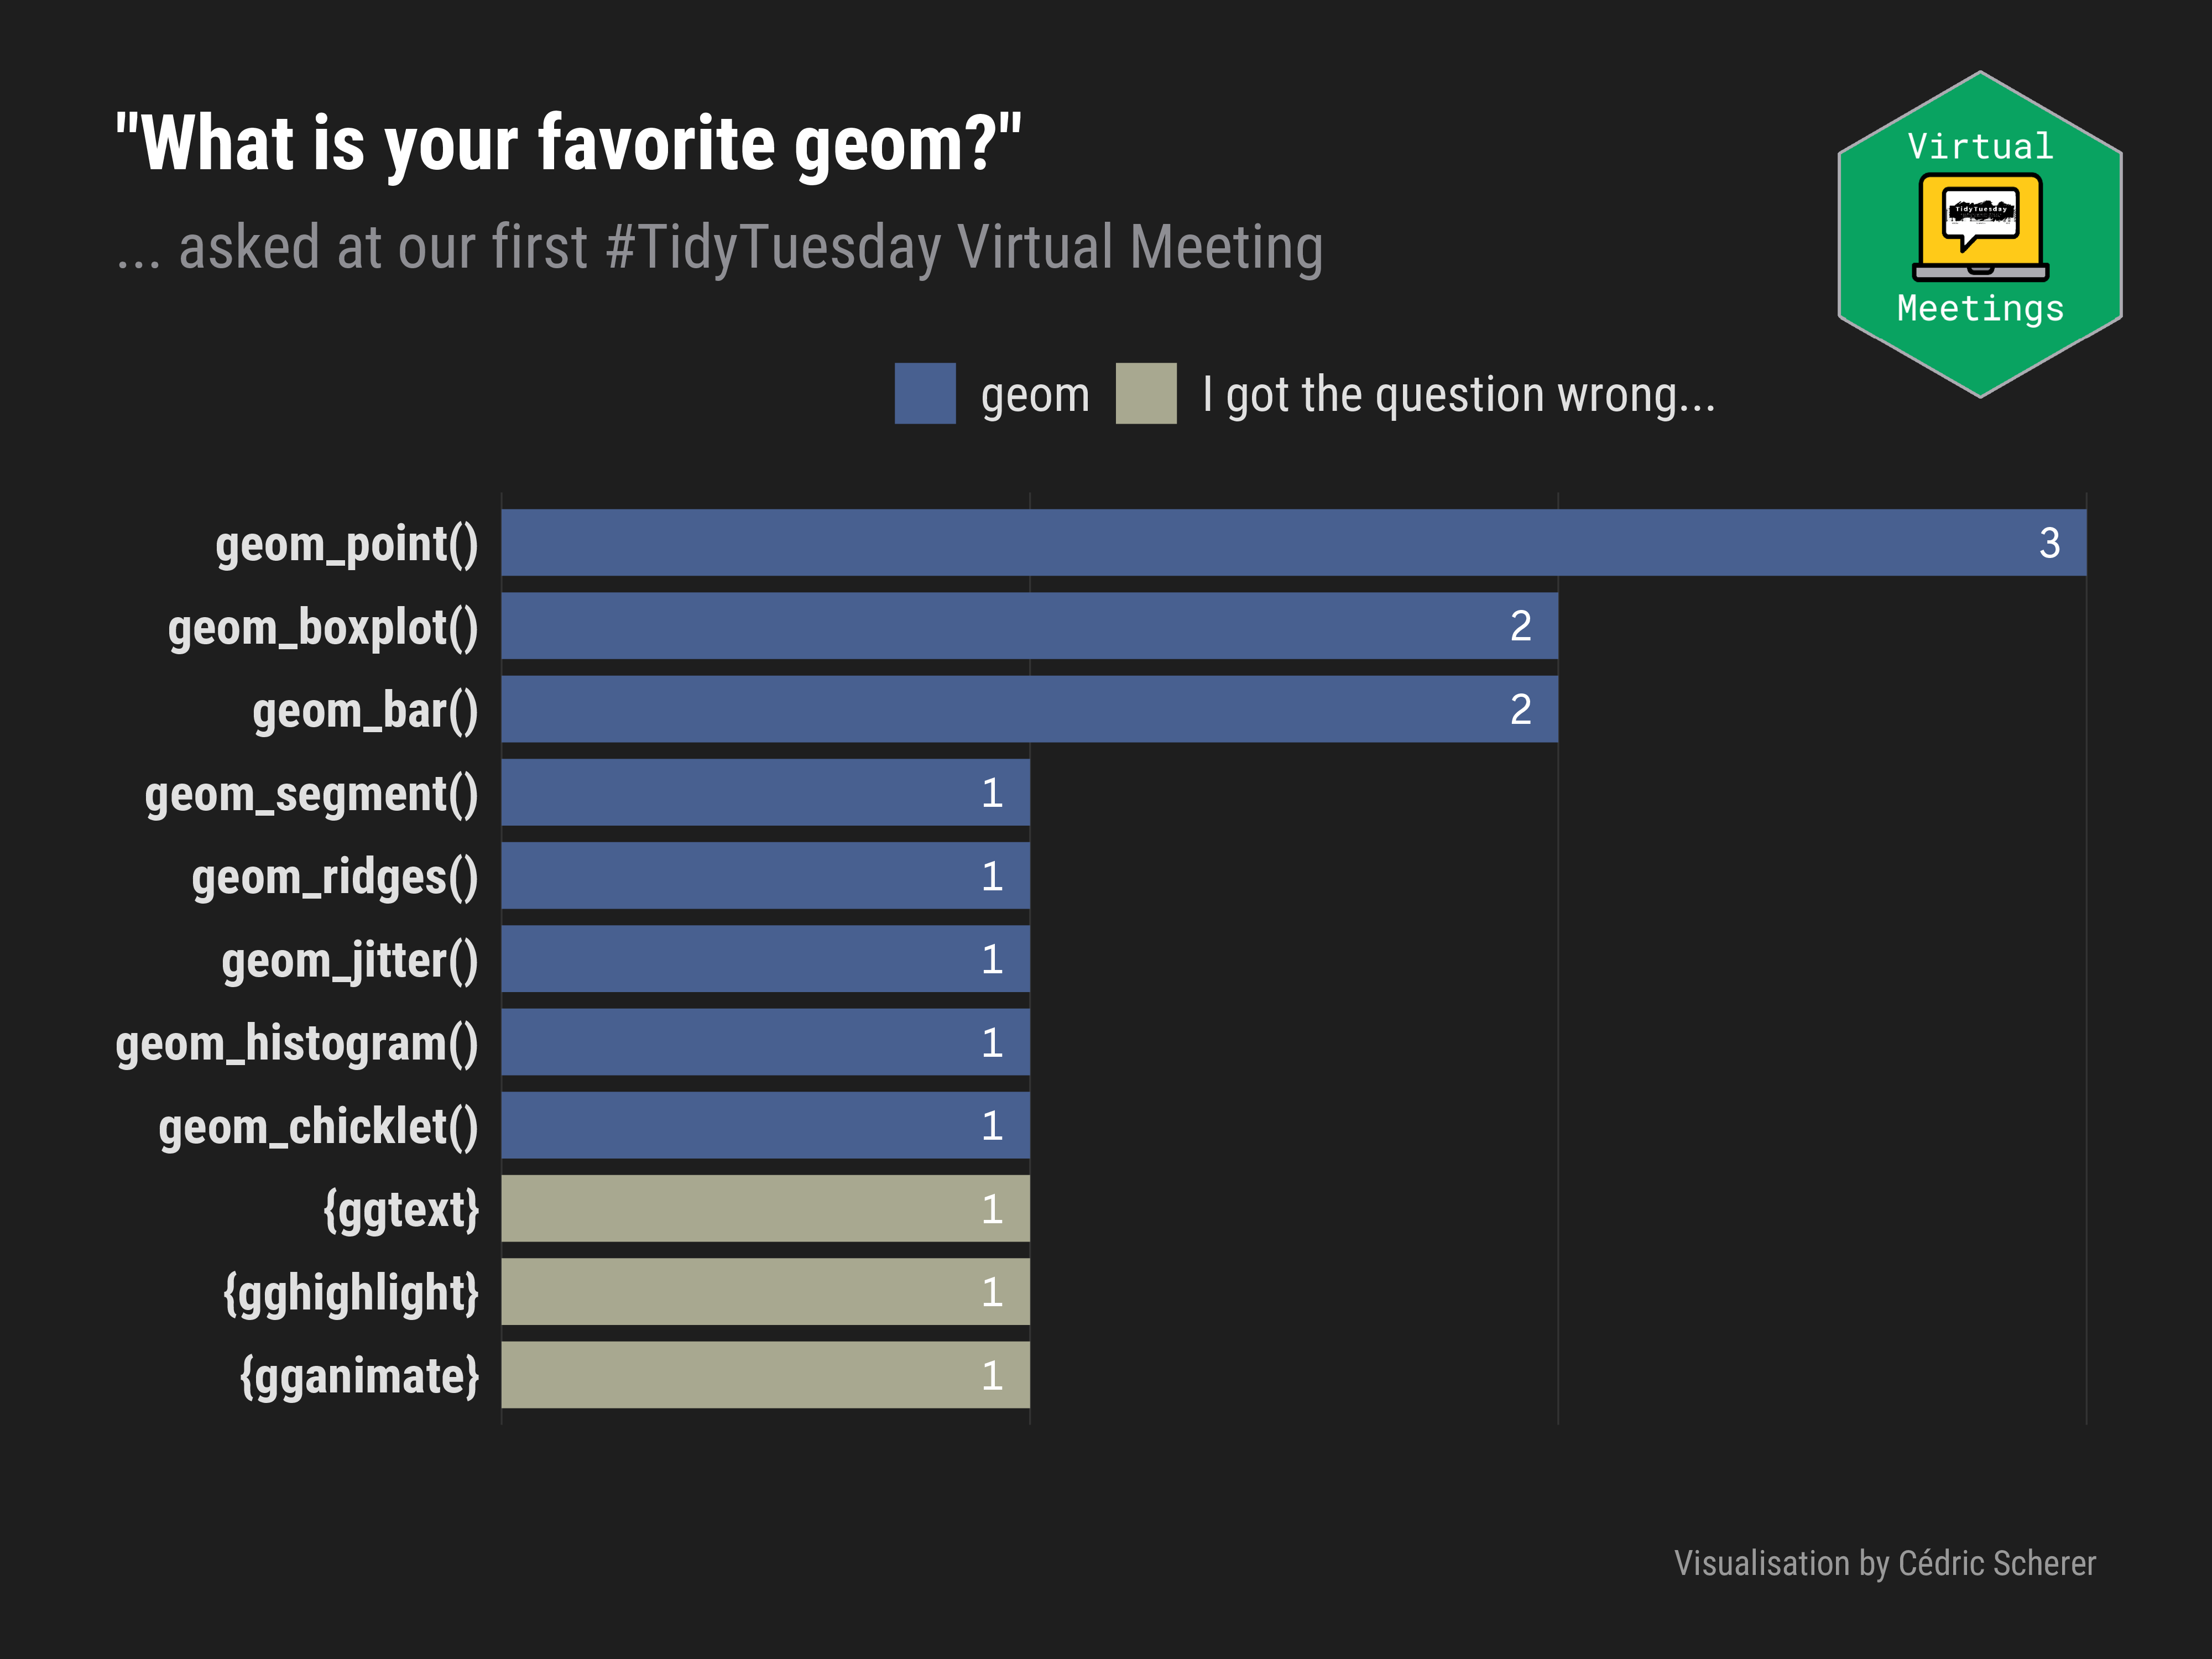 "What is your favorite geom?"
... asked at our first #TidyTuesday Virtual Meeting
Virtual
TidyTuesday
Meetings
geom
I got the question wrong...
geom_point() 3
geom_boxplot() 2
geom_bar() 2
geom_segment() 1
geom_ridges() 1
geom_jitter() 1
geom_histogram() 1
geom_chicklet() 1
{ggtext} 1
{gghighlight} 1
{gganimate} 1
Visualisation by Cédric Scherer